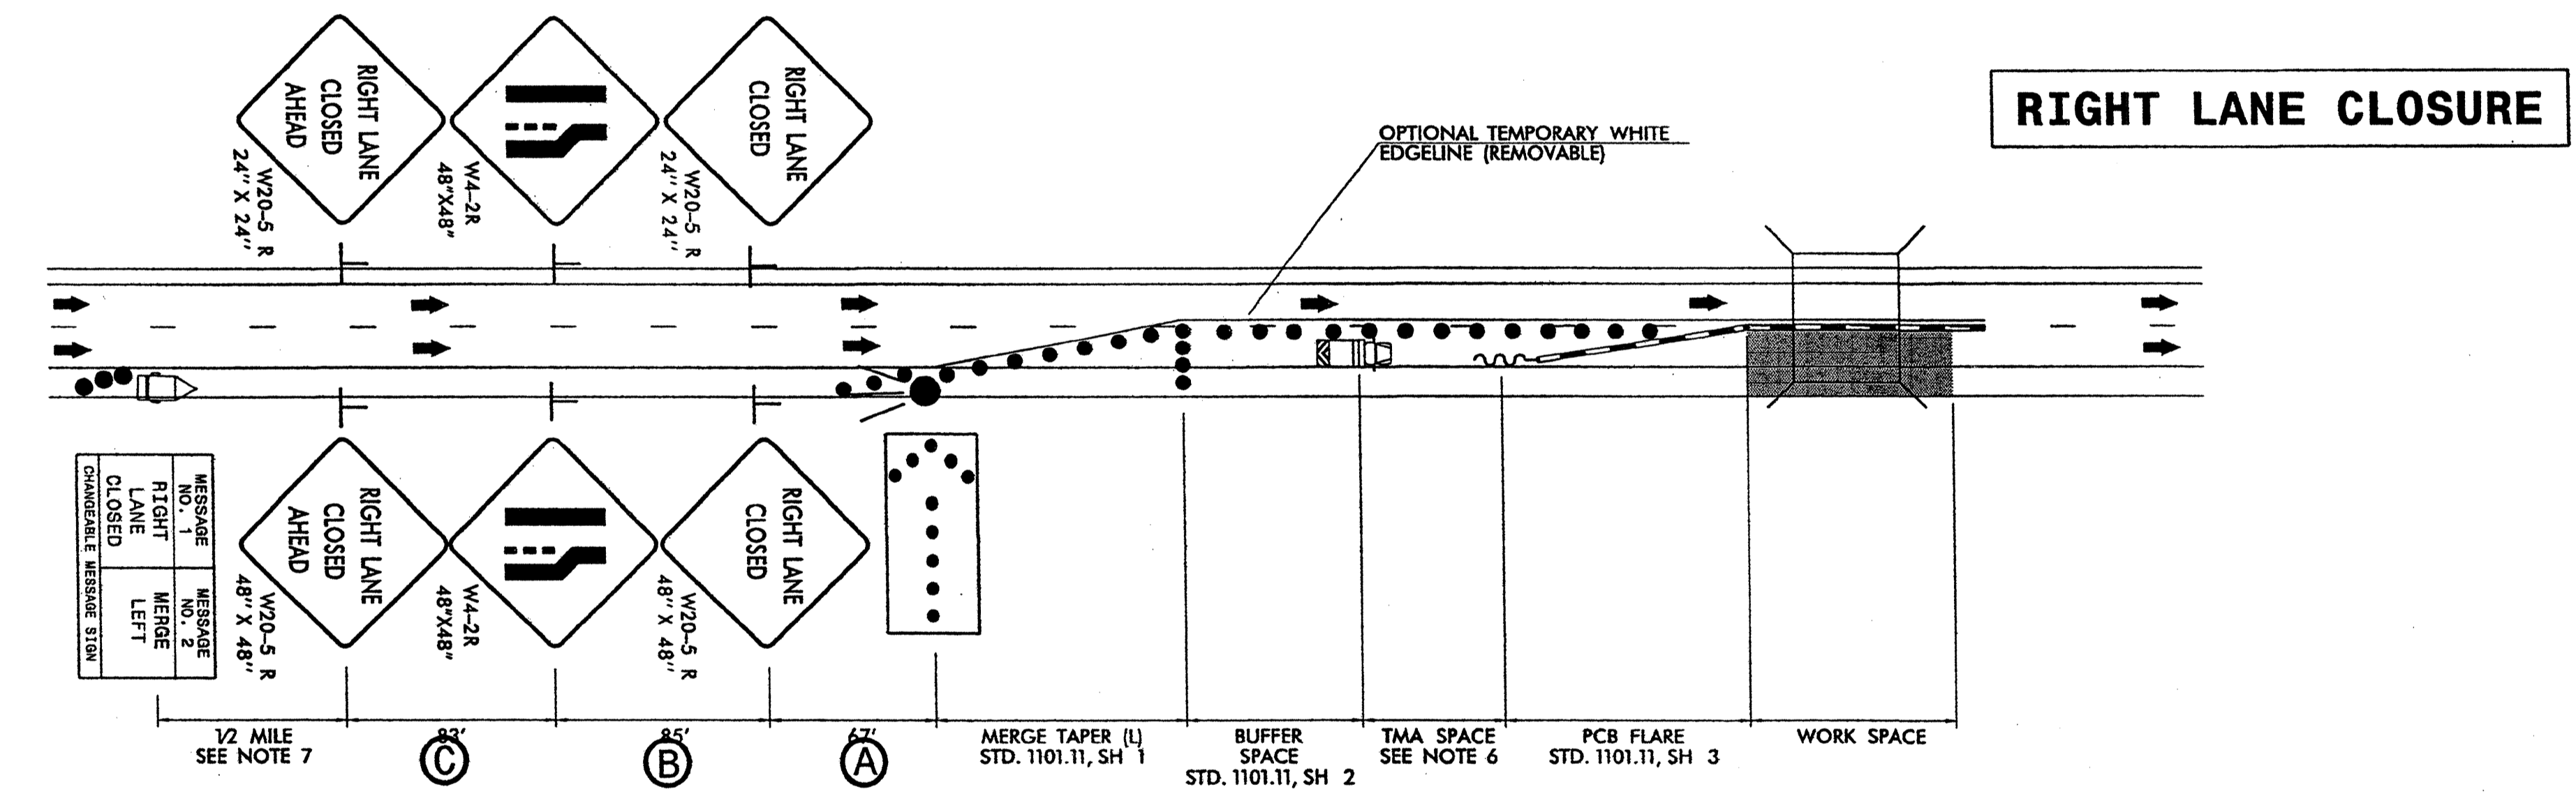 RIGHT LANE CLOSURE
RIGHT LANE
CLOSED
AHEAD
W20-5 R
24" X 24"
W4-2R
48"X48"
RIGHT LANE
CLOSED
W20-5 R
24" X 24"
OPTIONAL TEMPORARY WHITE
EDGELINE (REMOVABLE)
MESSAGE
NO. 1
RIGHT
LANE
CLOSED
MESSAGE
NO. 2
MERGE
LEFT
CHANGEABLE MESSAGE SIGN
RIGHT LANE
CLOSED
AHEAD
W20-5 R
48" X 48"
W4-2R
48"X48"
RIGHT LANE
CLOSED
W20-5 R
48" X 48"
1/2 MILE
SEE NOTE 7
83'
C
85'
B
67'
A
MERGE TAPER (L)
STD. 1101.11, SH 1
BUFFER
SPACE
STD. 1101.11, SH 2
TMA SPACE
SEE NOTE 6
PCB FLARE
STD. 1101.11, SH 3
WORK SPACE